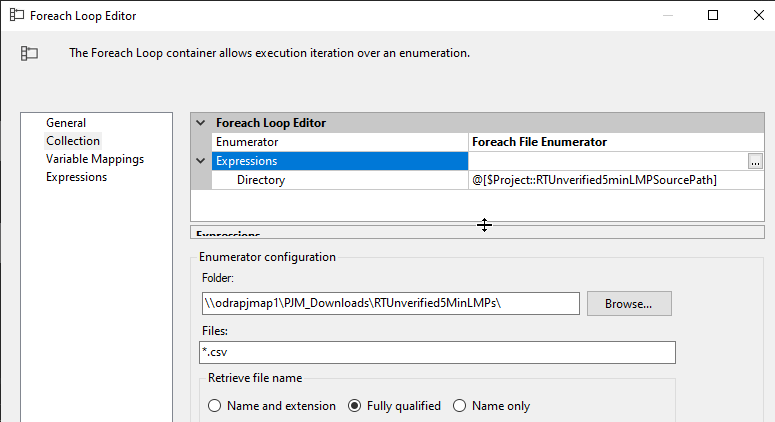 Foreach Loop Editor
The Foreach Loop container allows execution iteration over an enumeration.
General
Collection
Variable Mappings
Expressions
Foreach Loop Editor
Enumerator Foreach File Enumerator
Expressions ...
Directory @[$Project::RTUnverified5minLMPSourcePath]
Expressions
Enumerator configuration
Folder:
\\odrapjmap1\PJM_Downloads\RTUnverified5MinLMPs\
Browse...
Files:
*.csv
Retrieve file name
Name and extension Fully qualified Name only